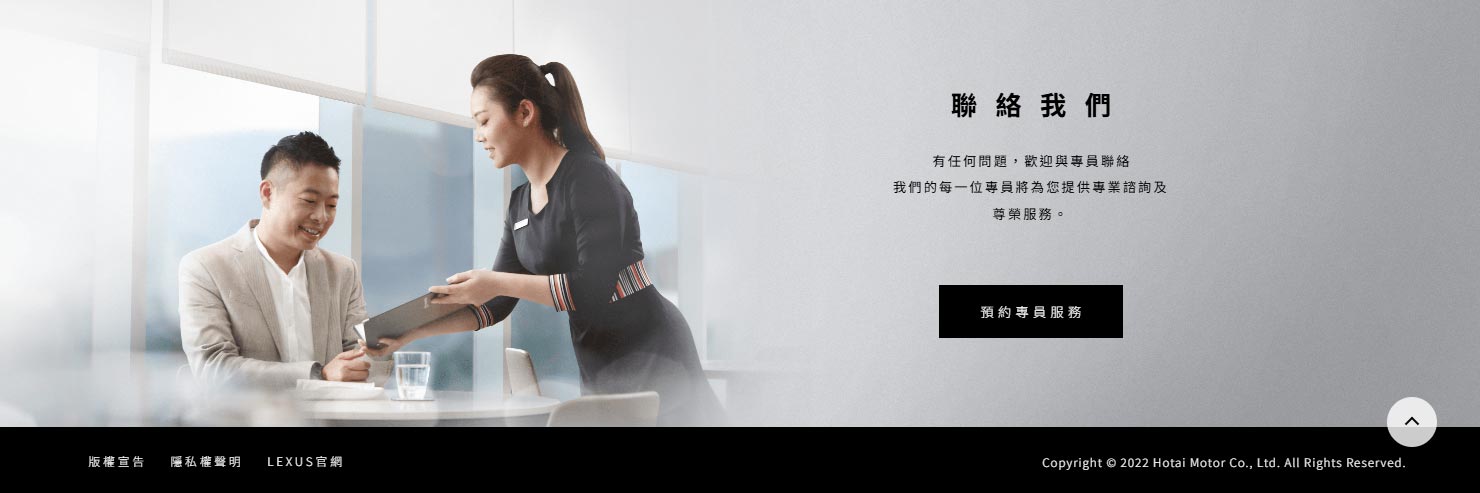 聯絡我們
有任何問題，歡迎與專員聯絡
我們的每一位專員將為您提供專業諮詢及
尊榮服務。
預約專員服務
版權宣告 隱私權聲明 LEXUS官網
Copyright © 2022 Hotai Motor Co., Ltd. All Rights Reserved.